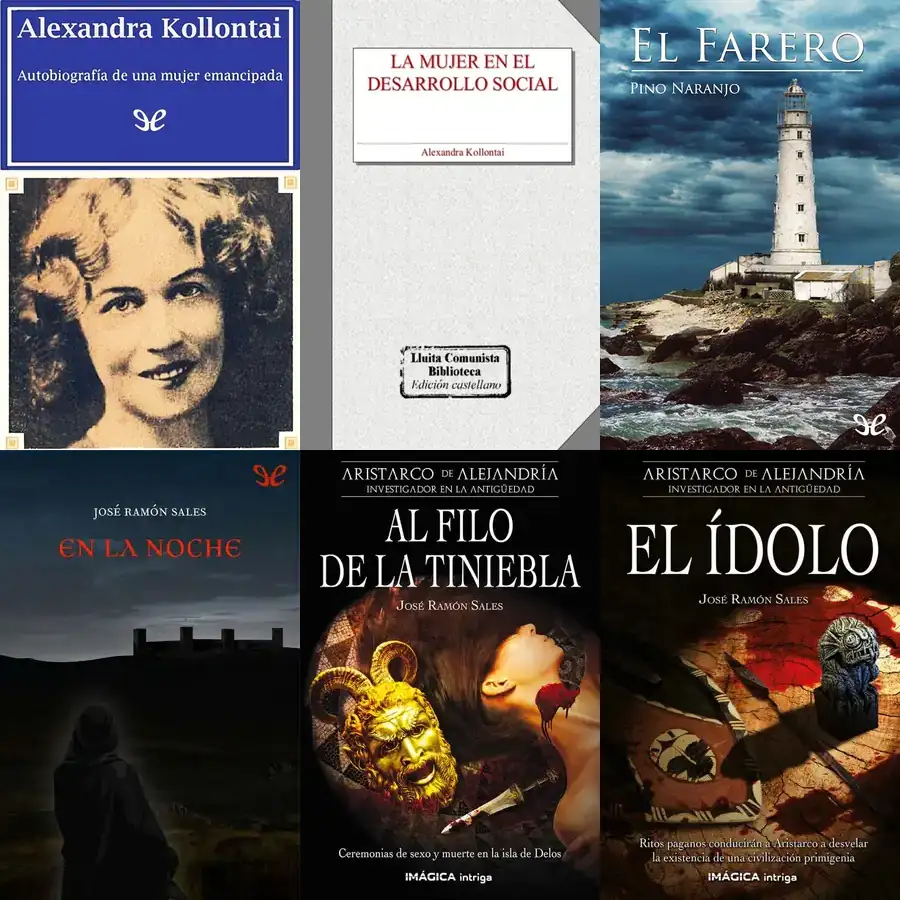 Alexandra Kollontai
Autobiografía de una mujer emancipada
LA MUJER EN EL
DESARROLLO SOCIAL
Alexandra Kollontai
Lluita Comunista
Biblioteca
Edición castellano
EL FARERO
PINO NARANJO
JOSÉ RAMÓN SALES
EN LA NOCHE
ARISTARCO DE ALEJANDRÍA
INVESTIGADOR EN LA ANTIGÜEDAD
AL FILO
DE LA TINIEBLA
JOSÉ RAMÓN SALES
Ceremonias de sexo y muerte en la isla de Delos
IMÁGICA intriga
ARISTARCO DE ALEJANDRÍA
INVESTIGADOR EN LA ANTIGÜEDAD
EL ÍDOLO
JOSÉ RAMÓN SALES
Ritos paganos conducirán a Aristarco a desvelar
la existencia de una civilización primigenia
IMÁGICA intriga